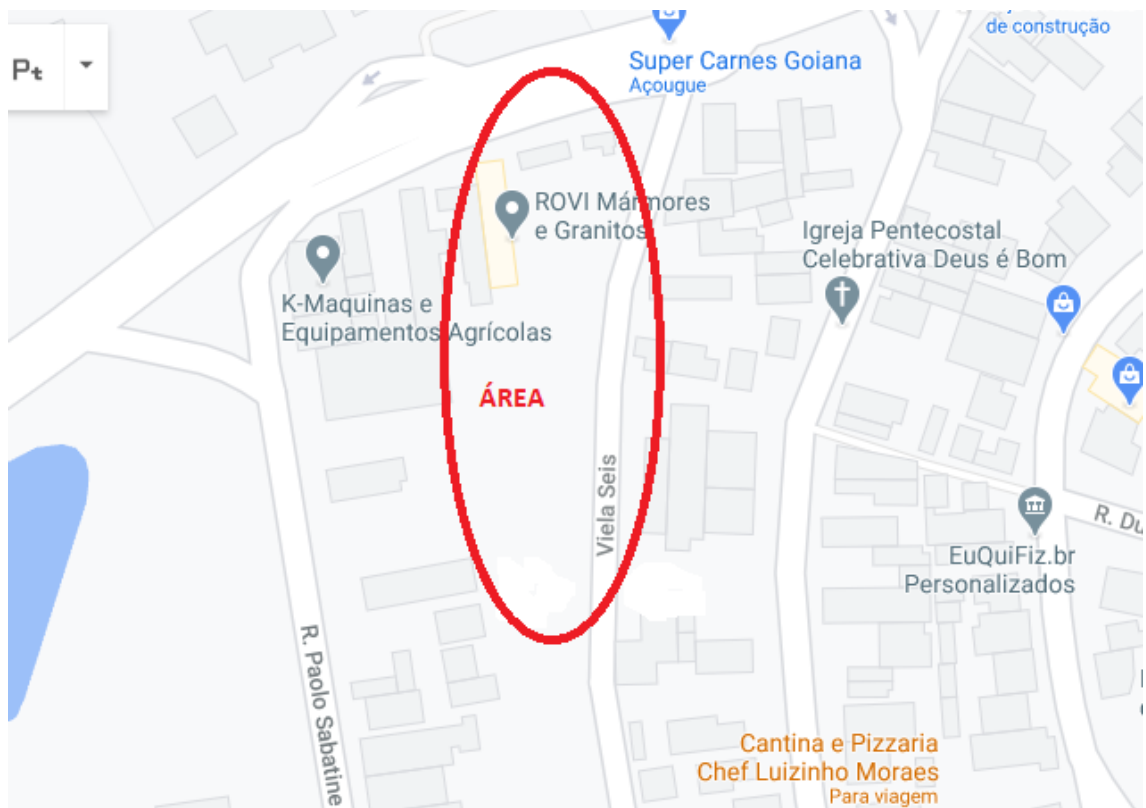 de construção
Pt
Super Carnes Goiana
Açougue
ROVI Mármores
e Granitos
Igreja Pentecostal
Celebrativa Deus é Bom
K-Maquinas e
Equipamentos Agrícolas
ÁREA
Viela Seis
R. Du
EuQuiFiz.br
Personalizados
R. Paolo Sabatine
Cantina e Pizzaria
Chef Luizinho Moraes
Para viagem